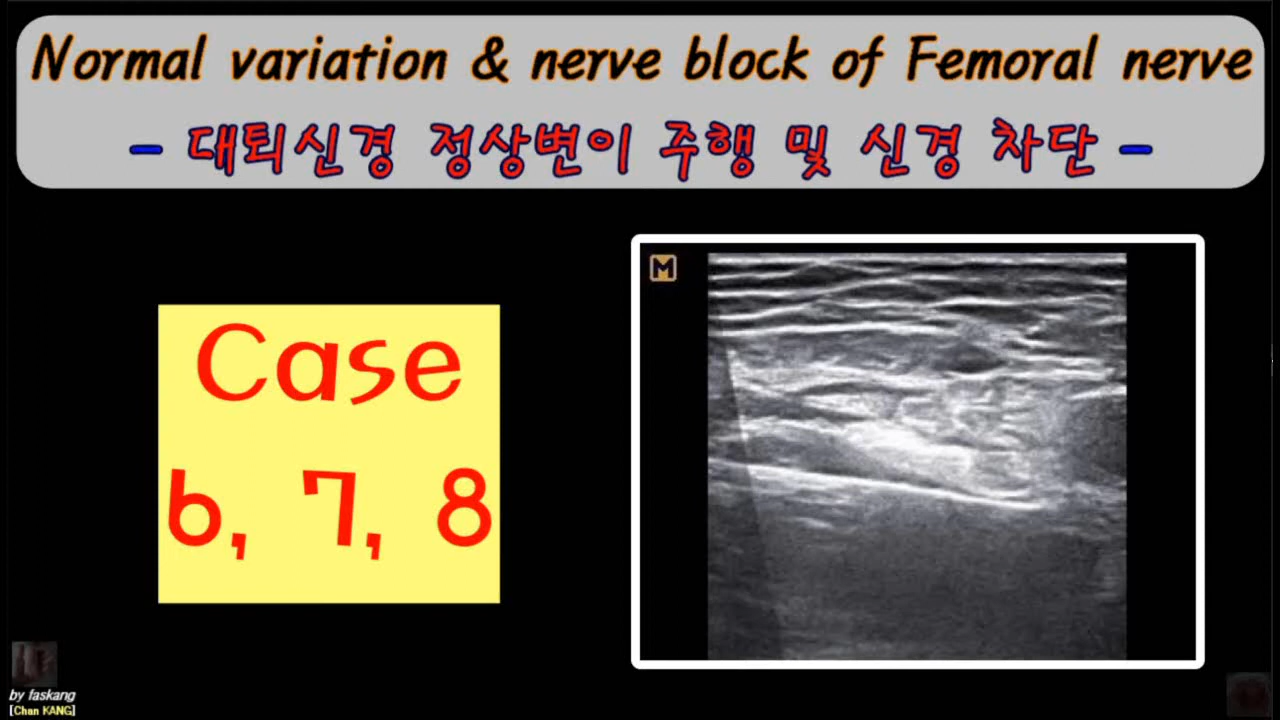 Normal variation & nerve block of Femoral nerve
- 대퇴신경 정상변이 주행 및 신경 차단 -
M
Case
6, 7, 8
by faskang
[Chan KANG]